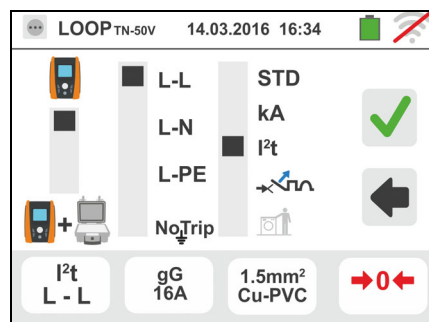 LOOP TN-50V 14.03.2016 16:34
L-L
STD
L-N
kA
I²t
L-PE
NoTrip
+
I²t
L - L
gG
16A
1.5mm²
Cu-PVC
→0←